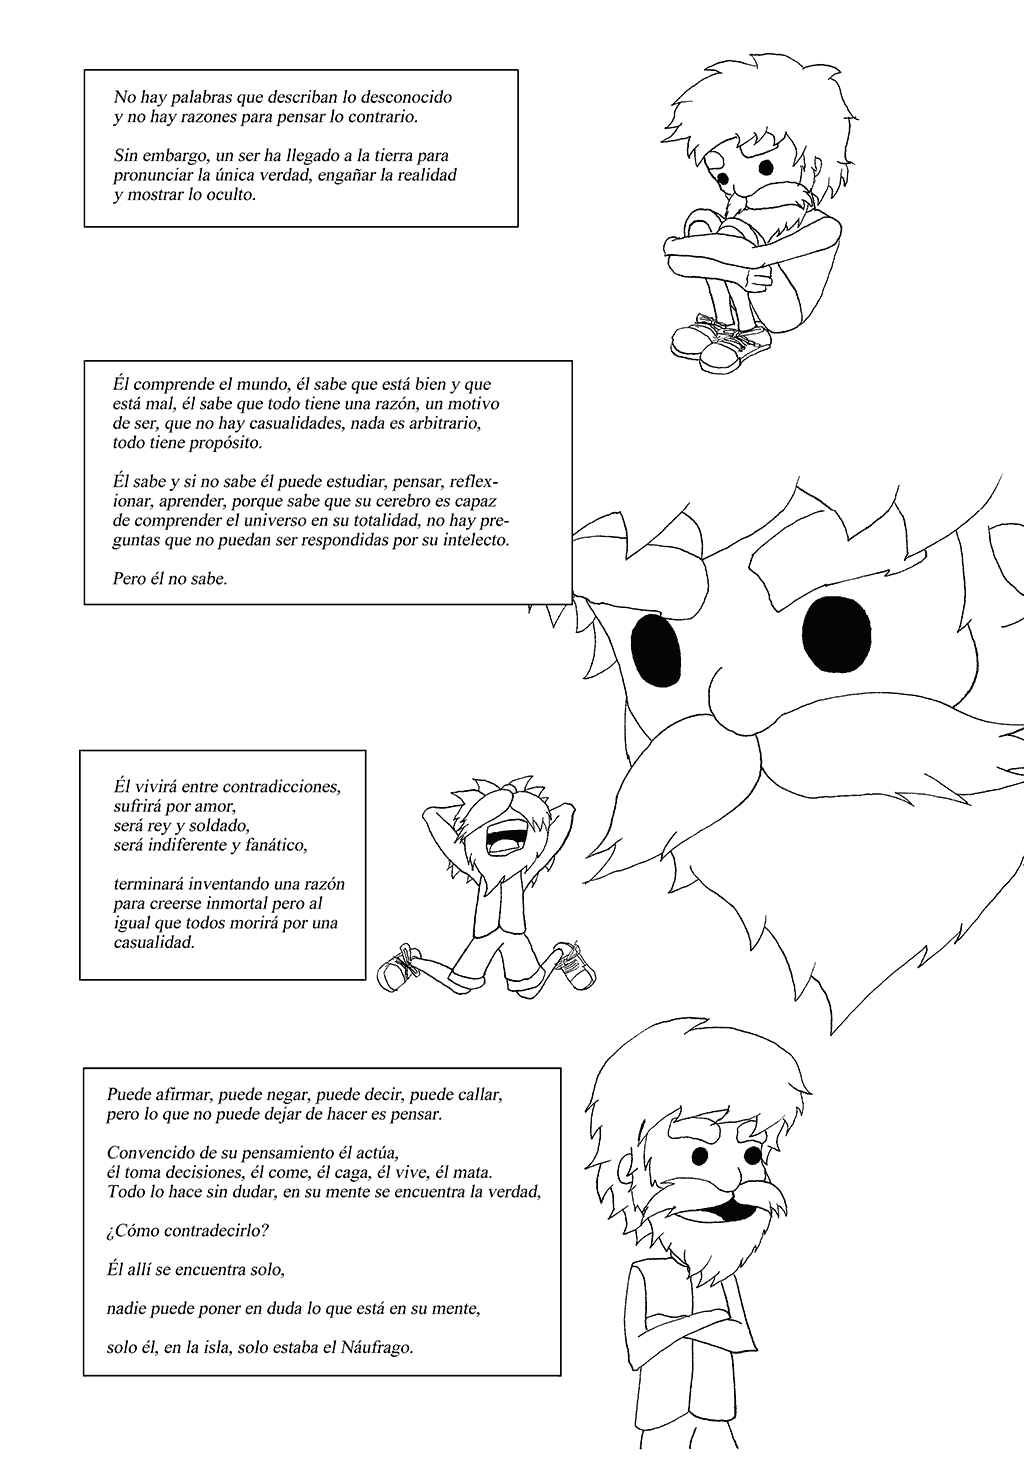 No hay palabras que describan lo desconocido
y no hay razones para pensar lo contrario.
Sin embargo, un ser ha llegado a la tierra para
pronunciar la única verdad, engañar la realidad
y mostrar lo oculto.
Él comprende el mundo, él sabe que está bien y que
está mal, él sabe que todo tiene una razón, un motivo
de ser, que no hay casualidades, nada es arbitrario,
todo tiene propósito.
Él sabe y si no sabe él puede estudiar, pensar, reflex-
ionar, aprender, porque sabe que su cerebro es capaz
de comprender el universo en su totalidad, no hay pre-
guntas que no puedan ser respondidas por su intelecto.
Pero él no sabe.
Él vivirá entre contradicciones,
sufrirá por amor,
será rey y soldado,
será indiferente y fanático,
terminará inventando una razón
para creerse inmortal pero al
igual que todos morirá por una
casualidad.
Puede afirmar, puede negar, puede decir, puede callar,
pero lo que no puede dejar de hacer es pensar.
Convencido de su pensamiento él actúa,
él toma decisiones, él come, él caga, él vive, él mata.
Todo lo hace sin dudar, en su mente se encuentra la verdad,
¿Cómo contradecirlo?
Él allí se encuentra solo,
nadie puede poner en duda lo que está en su mente,
solo él, en la isla, solo estaba el Náufrago.